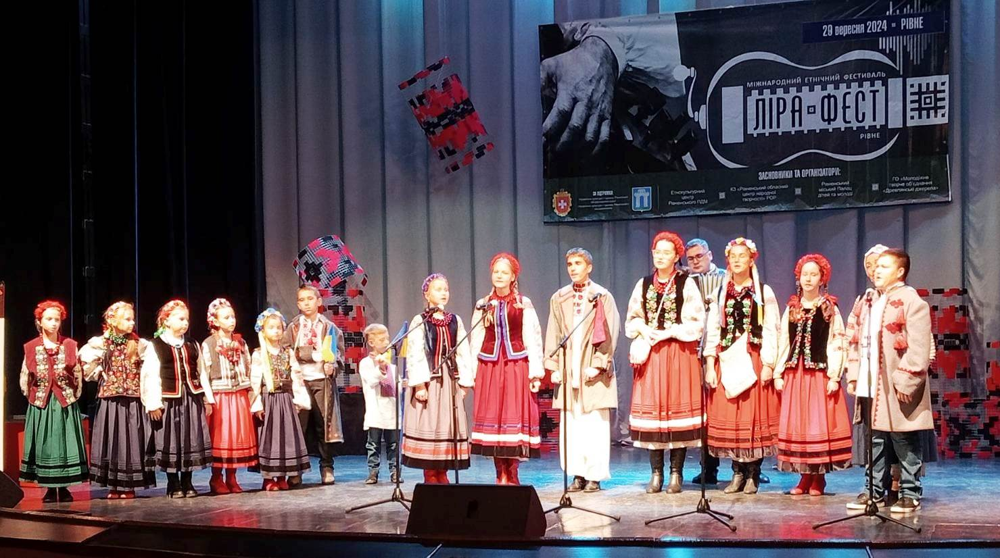 29 вересня 2024 - РІВНЕ
МІЖНАРОДНИЙ ЕТНІЧНИЙ ФЕСТИВАЛЬ
ЛІРА ФЕСТ
РІВНЕ
ЗАСНОВНИКИ ТА ОРГАНІЗАТОРИ:
ЗА ПІДТРИМКИ:
Етнокультурний
центр
Рівненського ПДМ
КЗ «Рівненський обласний
центр народної
творчості» РОР
Рівненський
міський Палац
дітей та молоді
ГО «Молодіжне
творче об'єднання
«Древлянські джерела»